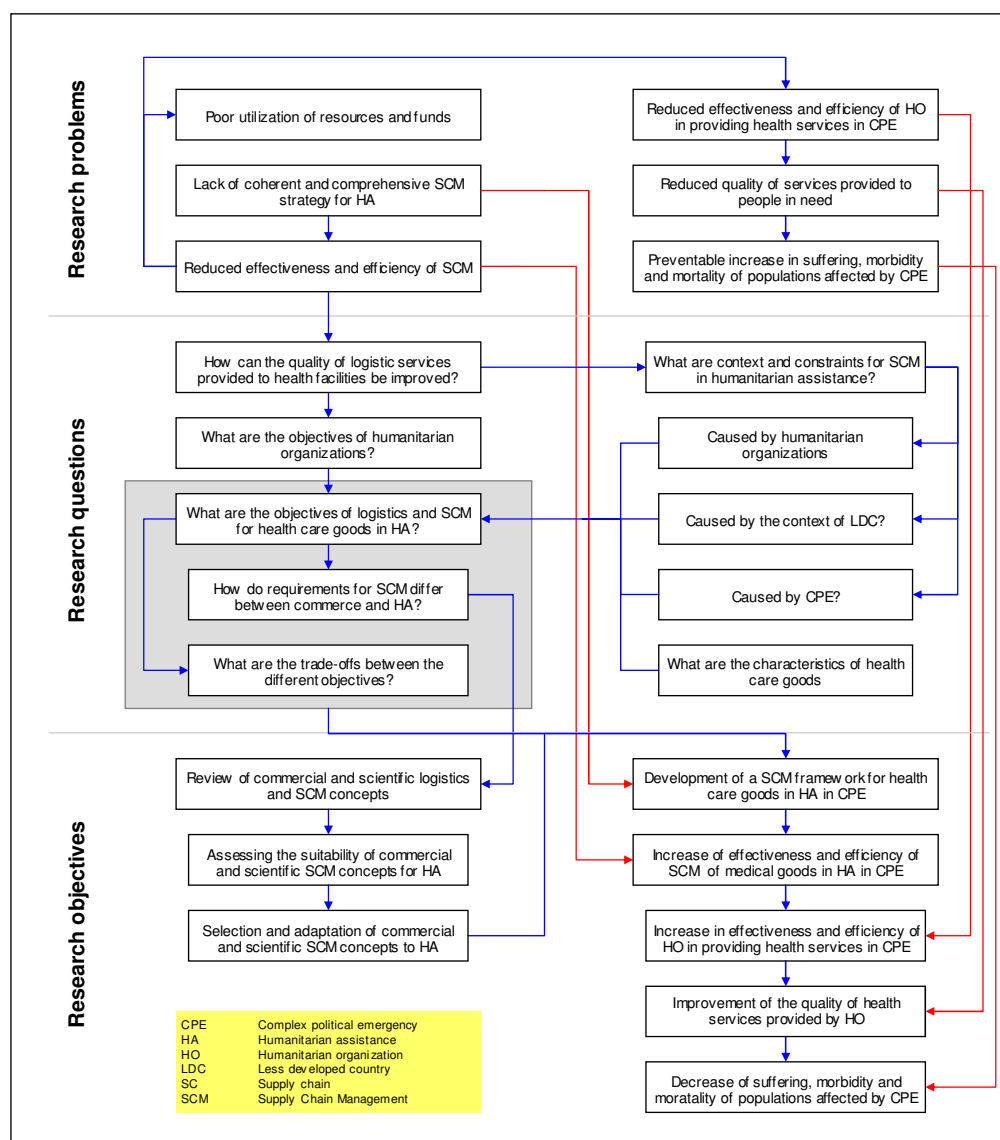 Research problems
Poor utilization of resources and funds
Lack of coherent and comprehensive SCM
strategy for HA
Reduced effectiveness and efficiency of SCM
Reduced effectiveness and efficiency of HO
in providing health services in CPE
Reduced quality of services provided to
people in need
Preventable increase in suffering, morbidity
and mortality of populations affected by CPE
Research questions
How can the quality of logistic services
provided to health facilities be improved?
What are the objectives of humanitarian
organizations?
What are the objectives of logistics and SCM
for health care goods in HA?
How do requirements for SCM differ
between commerce and HA?
What are the trade-offs between the
different objectives?
What are context and constraints for SCM
in humanitarian assistance?
Caused by humanitarian
organizations
Caused by the context of LDC?
Caused by CPE?
What are the characteristics of health
care goods
Research objectives
Review of commercial and scientific logistics
and SCM concepts
Assessing the suitability of commercial
and scientific SCM concepts for HA
Selection and adaptation of commercial
and scientific SCM concepts to HA
Development of a SCM framework for health
care goods in HA in CPE
Increase of effectiveness and efficiency of
SCM of medical goods in HA in CPE
Increase in effectiveness and efficiency of
HO in providing health services in CPE
Improvement of the quality of health
services provided by HO
Decrease of suffering, morbidity and
moratality of populations affected by CPE
CPE Complex political emergency
HA Humanitarian assistance
HO Humanitarian organization
LDC Less developed country
SC Supply chain
SCM Supply Chain Management